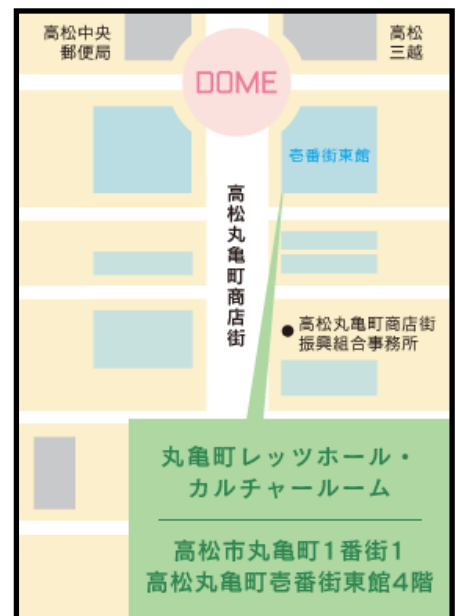 高松中央
郵便局
高松
三越
DOME
壱番街東館
高松丸亀町商店街
高松丸亀町商店街
振興組合事務所
丸亀町レッツホール・
カルチャールーム
高松市丸亀町1番街1
高松丸亀町壱番街東館4階